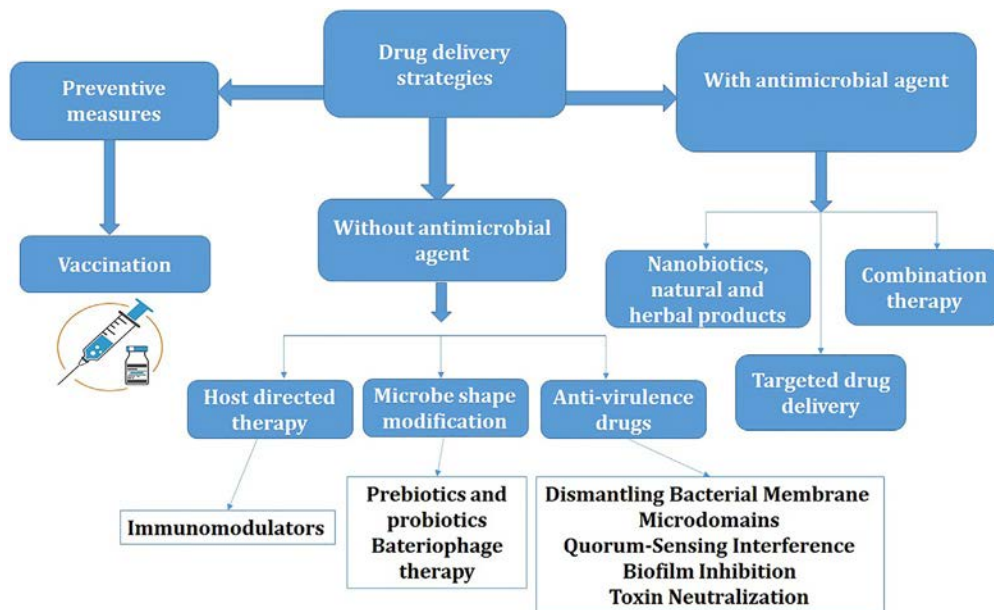 Drug delivery
strategies
Preventive
measures
With antimicrobial agent
Without antimicrobial
agent
Vaccination
Nanobiotics,
natural and
herbal products
Combination
therapy
Targeted drug
delivery
Host directed
therapy
Microbe shape
modification
Anti-virulence
drugs
Immunomodulators
Prebiotics and
probiotics
Bateriophage
therapy
Dismantling Bacterial Membrane
Microdomains
Quorum-Sensing Interference
Biofilm Inhibition
Toxin Neutralization